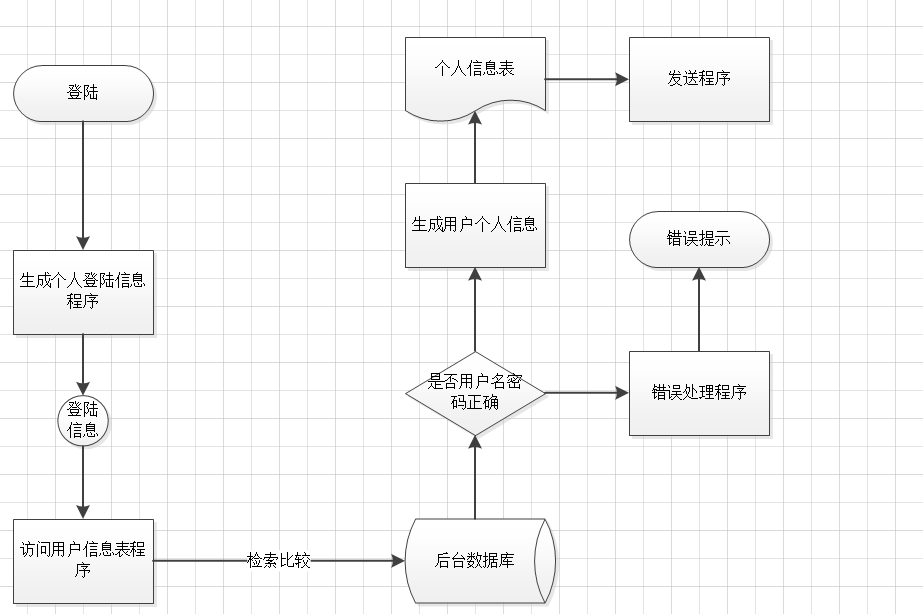 登陆
生成个人登陆信息
程序
登陆
信息
访问用户信息表程
序
检索比较
后台数据库
是否用户名密
码正确
生成用户个人信息
个人信息表
发送程序
错误处理程序
错误提示